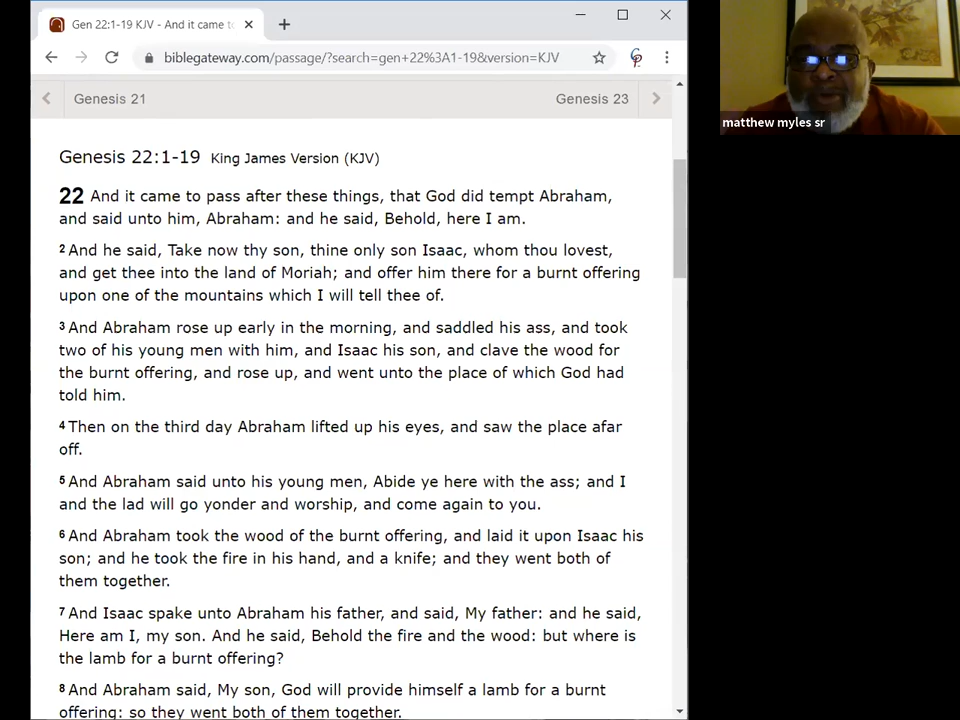 Gen 22:1-19 KJV - And it came to
biblegateway.com/passage/?search=gen+22%3A1-19&version=KJV
matthew myles sr
Genesis 21
Genesis 23
Genesis 22:1-19 King James Version (KJV)
22 And it came to pass after these things, that God did tempt Abraham,
and said unto him, Abraham: and he said, Behold, here I am.
2 And he said, Take now thy son, thine only son Isaac, whom thou lovest,
and get thee into the land of Moriah; and offer him there for a burnt offering
upon one of the mountains which I will tell thee of.
3 And Abraham rose up early in the morning, and saddled his ass, and took
two of his young men with him, and Isaac his son, and clave the wood for
the burnt offering, and rose up, and went unto the place of which God had
told him.
4 Then on the third day Abraham lifted up his eyes, and saw the place afar
off.
5 And Abraham said unto his young men, Abide ye here with the ass; and I
and the lad will go yonder and worship, and come again to you.
6 And Abraham took the wood of the burnt offering, and laid it upon Isaac his
son; and he took the fire in his hand, and a knife; and they went both of
them together.
7 And Isaac spake unto Abraham his father, and said, My father: and he said,
Here am I, my son. And he said, Behold the fire and the wood: but where is
the lamb for a burnt offering?
8 And Abraham said, My son, God will provide himself a lamb for a burnt
offering: so they went both of them together.